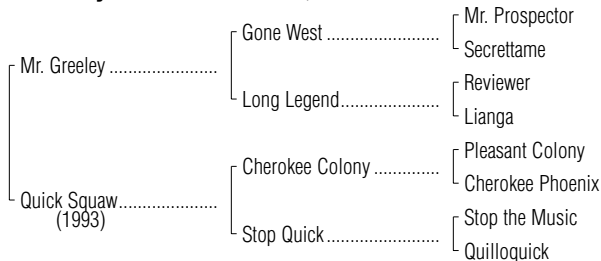 Mr. Prospector
Gone West ......................
Secrettame
Mr. Greeley .....................
Reviewer
Long Legend...................
Lianga
Pleasant Colony
Cherokee Colony .............
Cherokee Phoenix
Quick Squaw...................
(1993)
Stop the Music
Stop Quick ......................
Quilloquick